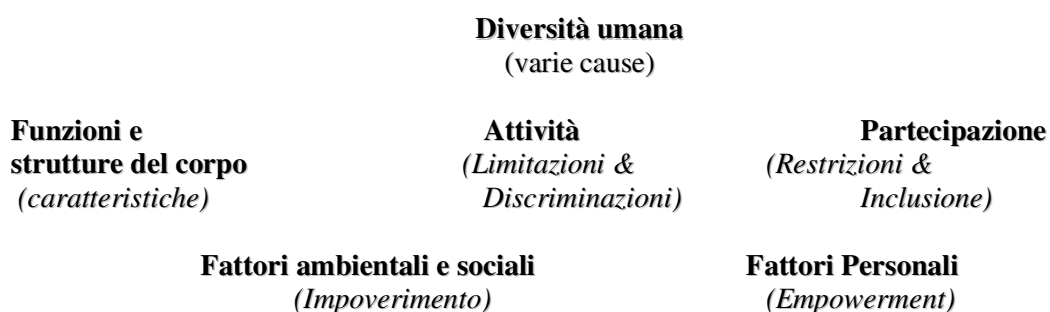 Diversità umana
(varie cause)
Funzioni e Attività Partecipazione
strutture del corpo (Limitazioni & (Restrizioni &
(caratteristiche) Discriminazioni) Inclusione)
Fattori ambientali e sociali Fattori Personali
(Impoverimento) (Empowerment)